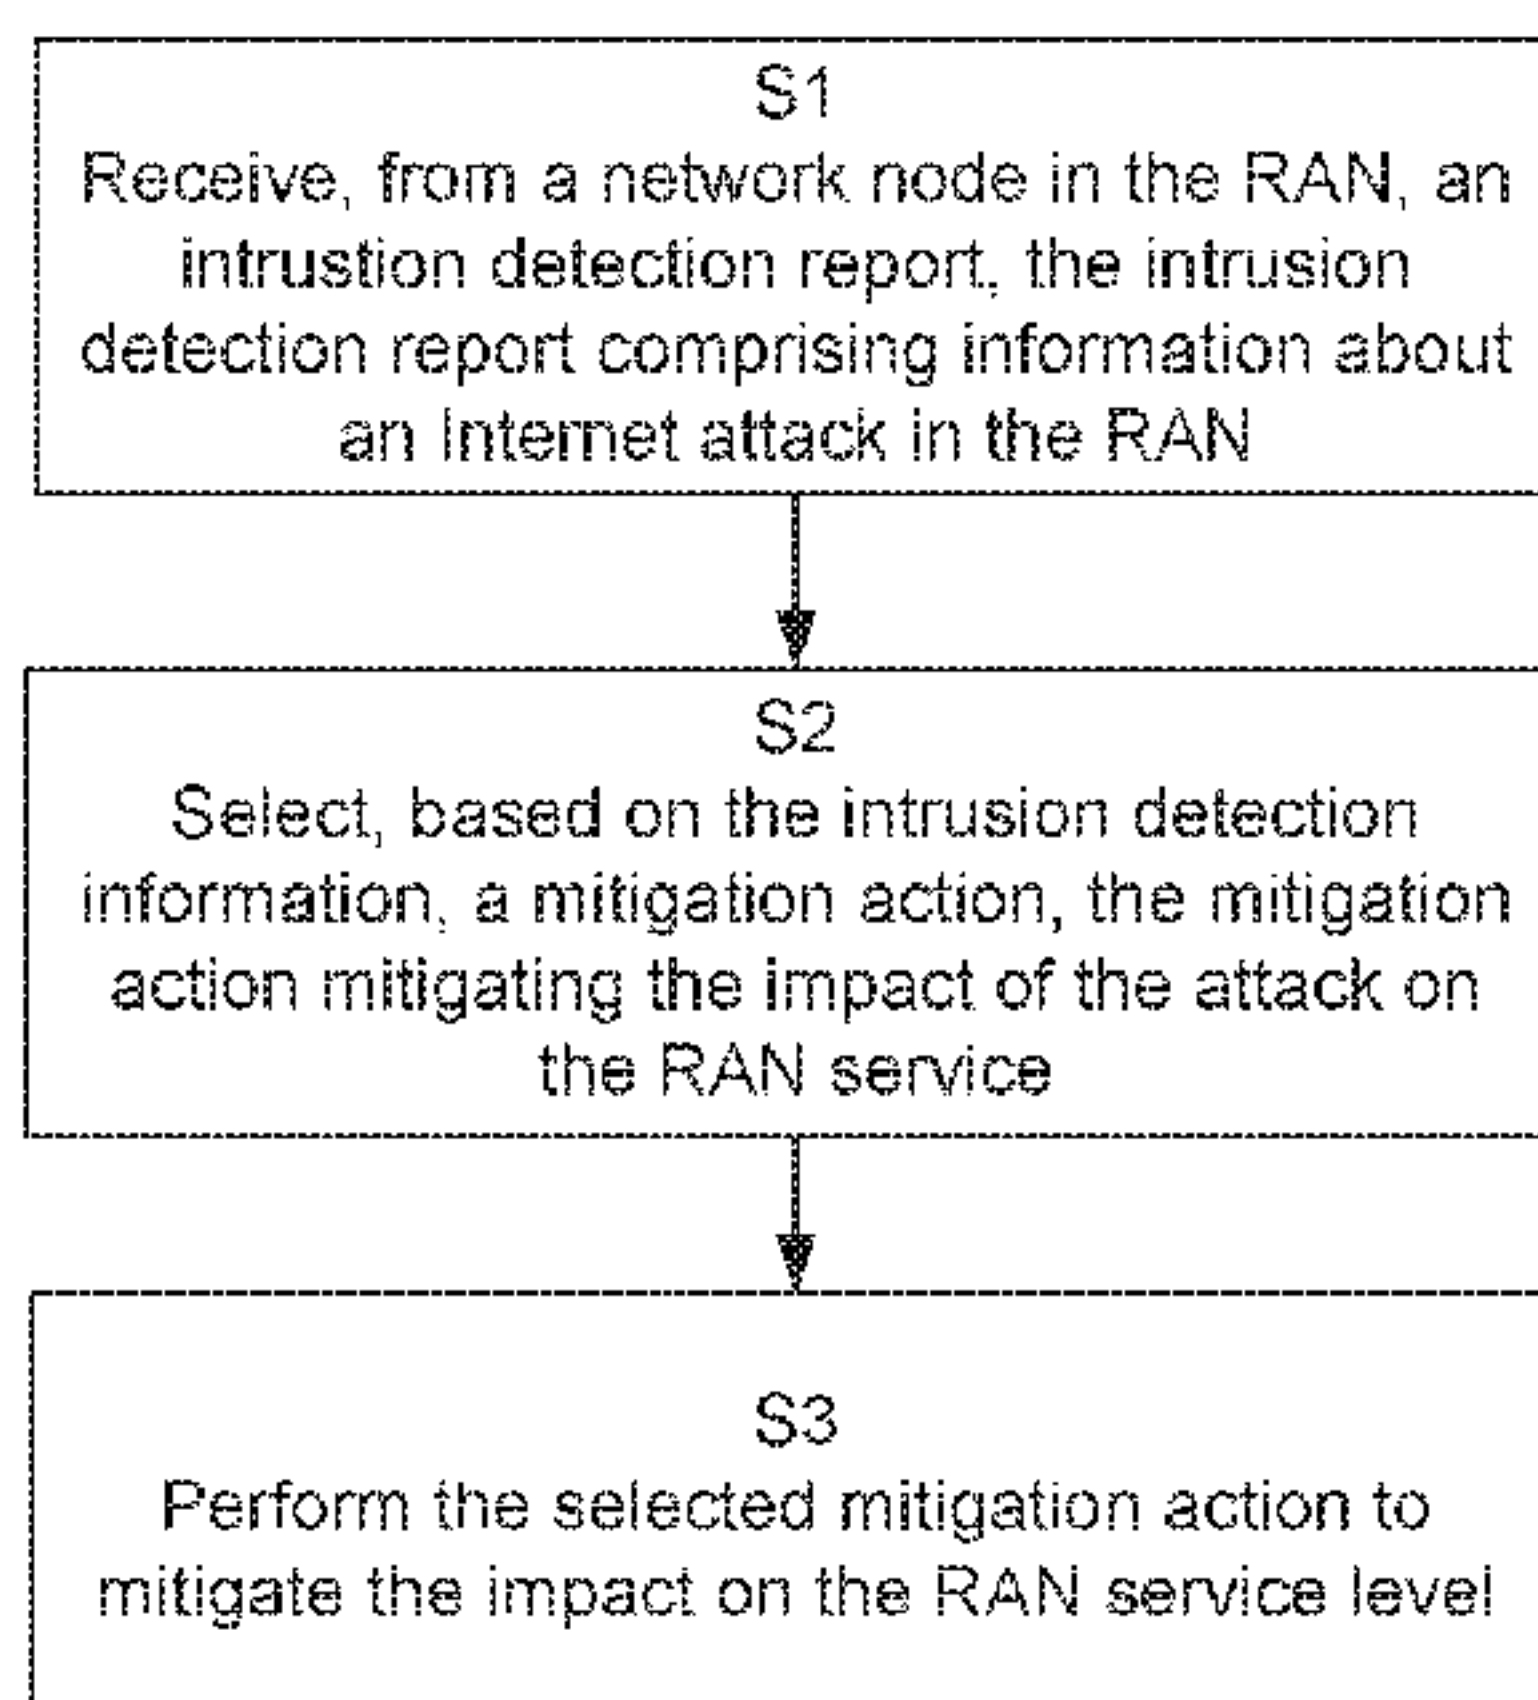 S1
Receive, from a network node in the RAN, an
intrustion detection report, the intrusion
detection report comprising information about
an Internet attack in the RAN
S2
Select, based on the intrusion detection
information, a mitigation action, the mitigation
action mitigating the impact of the attack on
the RAN service
S3
Perform the selected mitigation action to
mitigate the impact on the RAN service level